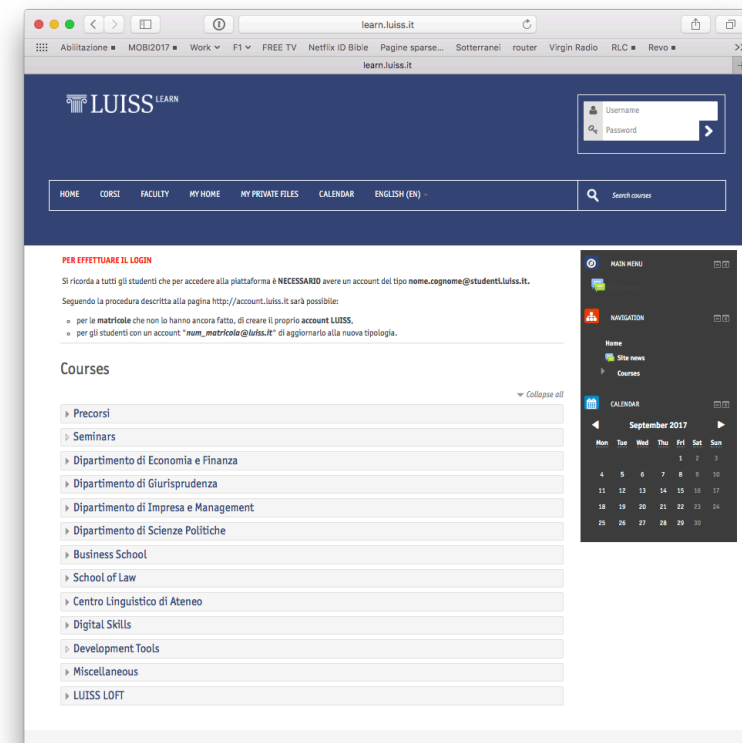 learn.luiss.it
Abilitazione MOBI2017 Work F1 FREE TV Netflix ID Bible Pagine sparse... Sotterranei router Virgin Radio RLC Revo
learn.luiss.it
LUISS LEARN
Username
Password
HOME CORSI FACULTY MY HOME MY PRIVATE FILES CALENDAR ENGLISH (EN)
Search courses
PER EFFETTUARE IL LOGIN
Si ricorda a tutti gli studenti che per accedere alla piattaforma è NECESSARIO avere un account del tipo nome.cognome@studenti.luiss.it.
Seguendo la procedura descritta alla pagina http://account.luiss.it sarà possibile:
per le matricole che non lo hanno ancora fatto, di creare il proprio account LUISS,
per gli studenti con un account "num_matricola@luiss.it" di aggiornarlo alla nuova tipologia.
Courses
Collapse all
Precorsi
Seminars
Dipartimento di Economia e Finanza
Dipartimento di Giurisprudenza
Dipartimento di Impresa e Management
Dipartimento di Scienze Politiche
Business School
School of Law
Centro Linguistico di Ateneo
Digital Skills
Development Tools
Miscellaneous
LUISS LOFT
MAIN MENU
NAVIGATION
Home
Site news
Courses
CALENDAR
September 2017
Mon Tue Wed Thu Fri Sat Sun
1 2 3
4 5 6 7 8 9 10
11 12 13 14 15 16 17
18 19 20 21 22 23 24
25 26 27 28 29 30